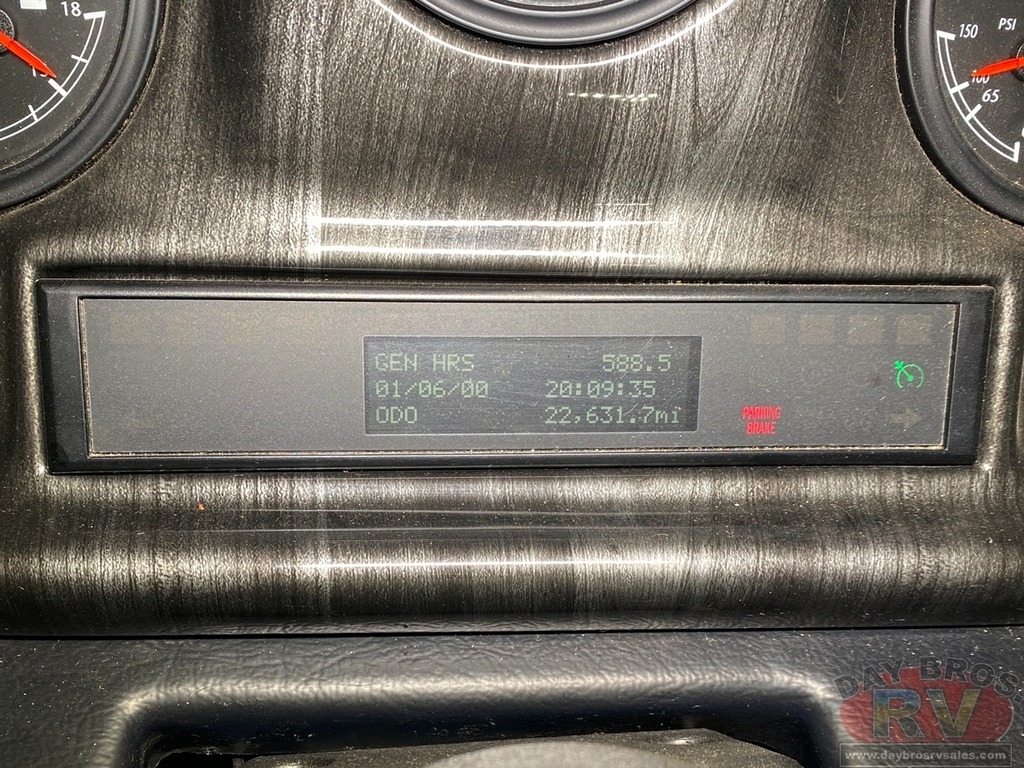 18
15
150
PSI
100
65
GEN HRS 588.5
01/06/00 20:09:35
ODO 22,631.7mi
PARKING
BRAKE
DAY BROS
RV
www.daybrosrvsales.com